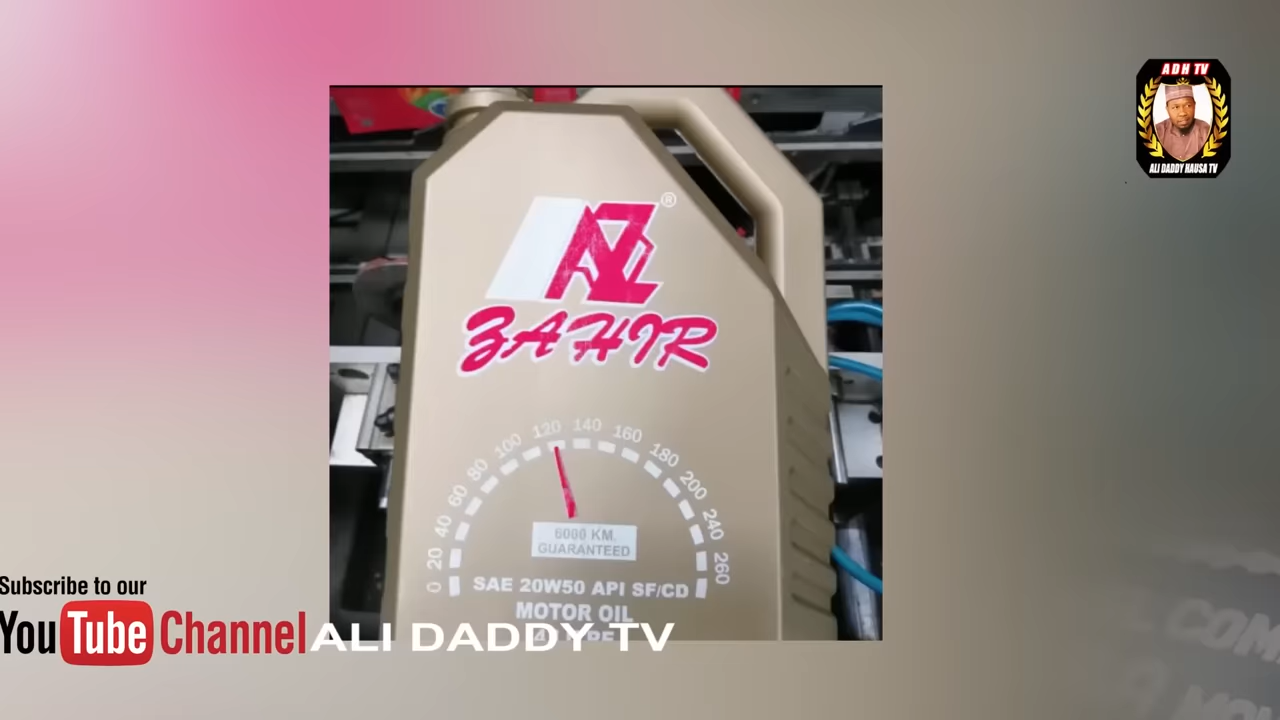 ADH TV
ALI DADDY HAUSA TV
AZ ®
ZAHIR
0 20 40 60 80 100 120 140 160 180 200 240 260
6000 KM.
GUARANTEED
SAE 20W50 API SF/CD
MOTOR OIL
Subscribe to our
YouTube Channel ALI DADDY TV